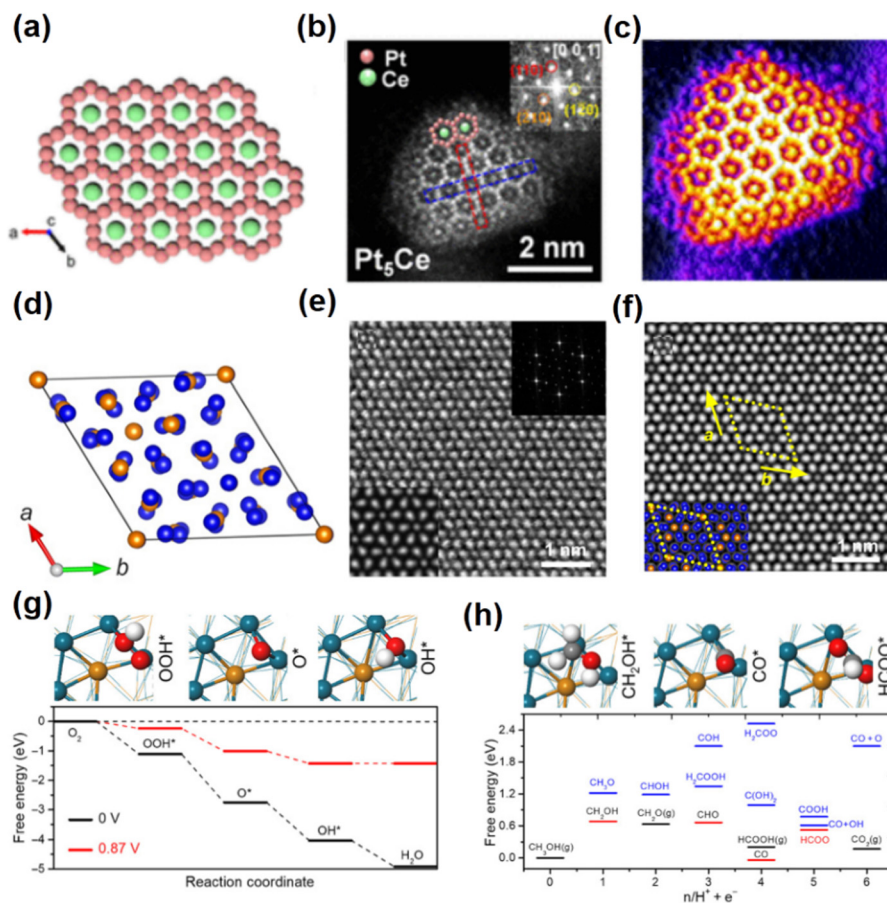 (a)
(b)
(c)
Pt
Ce
[0 0 1]
(110)
(120)
(210)
Pt₅Ce
2 nm
a
c
b
(d)
(e)
(f)
a
b
1 nm
a
b
1 nm
(g)
OOH*
O*
OH*
Free energy (eV)
0
-1
-2
-3
-4
-5
O₂
OOH*
O*
OH*
H₂O
0 V
0.87 V
Reaction coordinate
(h)
CH₂OH*
CO*
HCOO*
Free energy (eV)
2.4
1.8
1.2
0.6
0.0
CH₃OH(g)
CH₃O
CH₂OH
CHOH
CH₂O(g)
COH
H₂COOH
CHO
H₂COO
C(OH)₂
HCOOH(g)
CO
COOH
CO+OH
HCOO
CO + O
CO₂(g)
0 1 2 3 4 5 6
n/H⁺ + e⁻